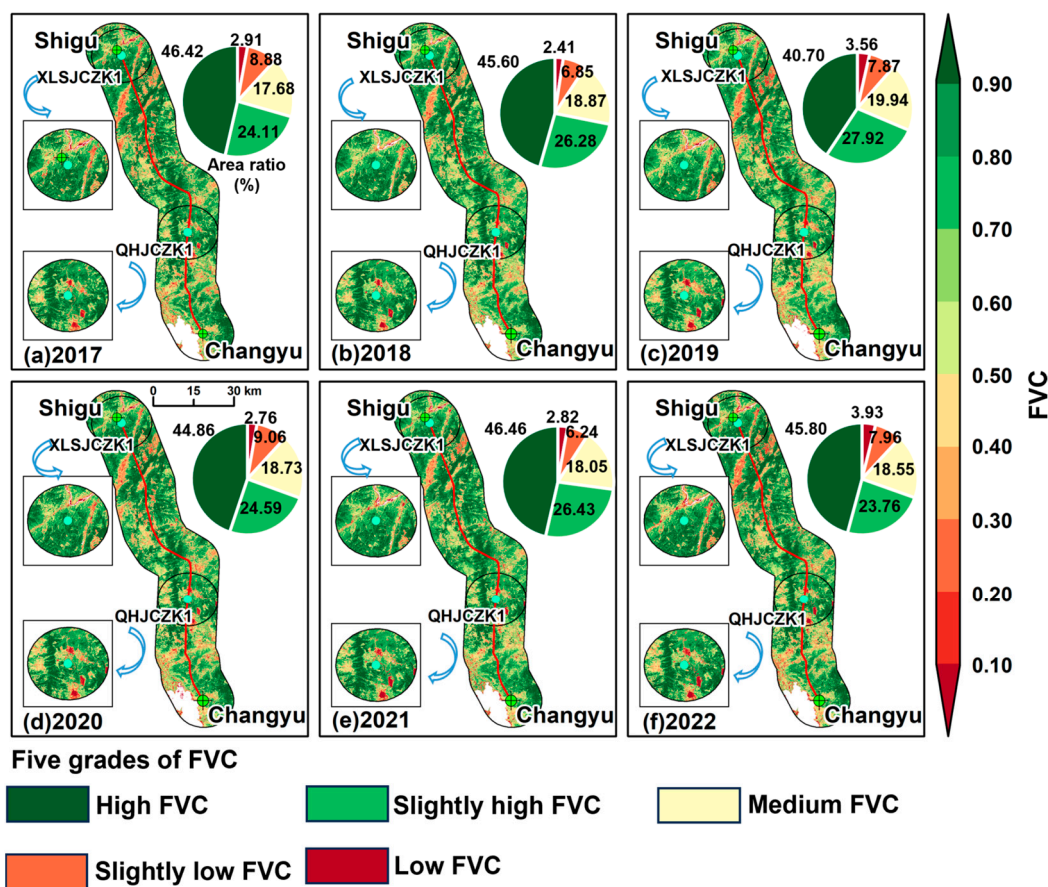 Shigu
XLSJCZK1
46.42
2.91
8.88
17.68
24.11
Area ratio
(%)
QHJCZK1
Changyu
(a)2017
Shigu
XLSJCZK1
45.60
2.41
6.85
18.87
26.28
QHJCZK1
Changyu
(b)2018
Shigu
XLSJCZK1
40.70
3.56
7.87
19.94
27.92
QHJCZK1
Changyu
(c)2019
0 15 30 km
Shigu
XLSJCZK1
44.86
2.76
9.06
18.73
24.59
QHJCZK1
Changyu
(d)2020
Shigu
XLSJCZK1
46.46
2.82
6.24
18.05
26.43
QHJCZK1
Changyu
(e)2021
Shigu
XLSJCZK1
45.80
3.93
7.96
18.55
23.76
QHJCZK1
Changyu
(f)2022
0.90
0.80
0.70
0.60
0.50
0.40
0.30
0.20
0.10
FVC
Five grades of FVC
High FVC
Slightly high FVC
Medium FVC
Slightly low FVC
Low FVC